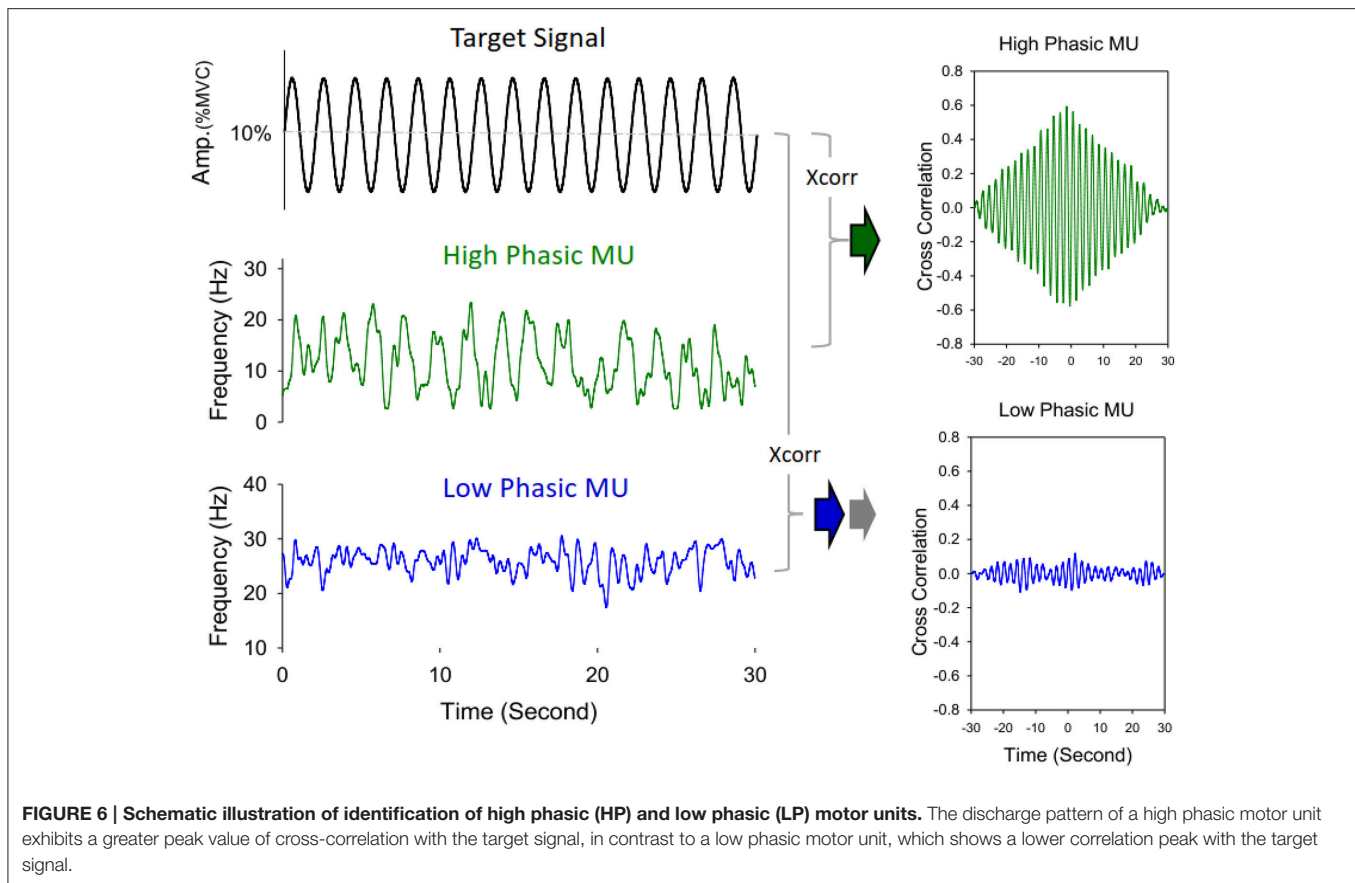 Target Signal
Amp.(%MVC)
10%
Xcorr
High Phasic MU
Frequency (Hz)
30
20
10
0
Xcorr
Low Phasic MU
Frequency (Hz)
40
30
20
10
0
10
20
30
Time (Second)
High Phasic MU
Cross Correlation
0.8
0.6
0.4
0.2
0.0
-0.2
-0.4
-0.6
-0.8
-30
-20
-10
0
10
20
30
Low Phasic MU
Cross Correlation
0.8
0.6
0.4
0.2
0.0
-0.2
-0.4
-0.6
-0.8
-30
-20
-10
0
10
20
30
Time (Second)
FIGURE 6 | Schematic illustration of identification of high phasic (HP) and low phasic (LP) motor units. The discharge pattern of a high phasic motor unit
exhibits a greater peak value of cross-correlation with the target signal, in contrast to a low phasic motor unit, which shows a lower correlation peak with the target
signal.